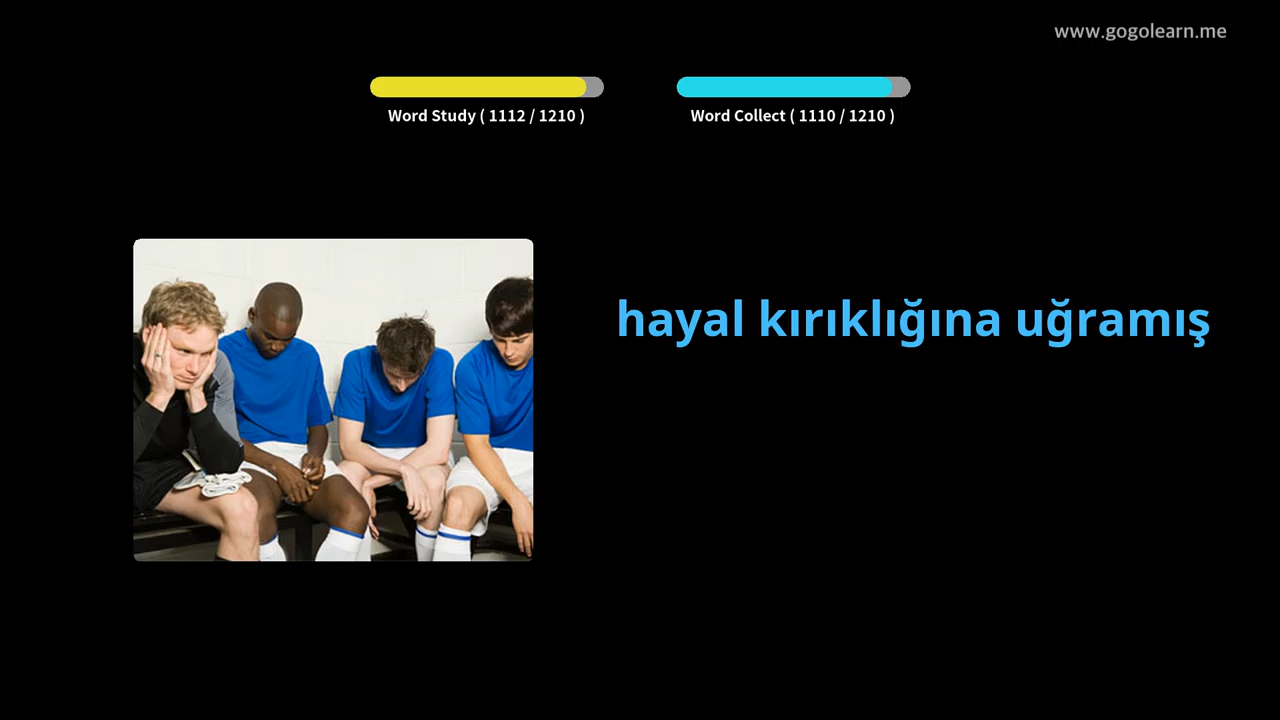 www.gogolearn.me
Word Study ( 1112 / 1210 )
Word Collect ( 1110 / 1210 )
hayal kırıklığına uğramış